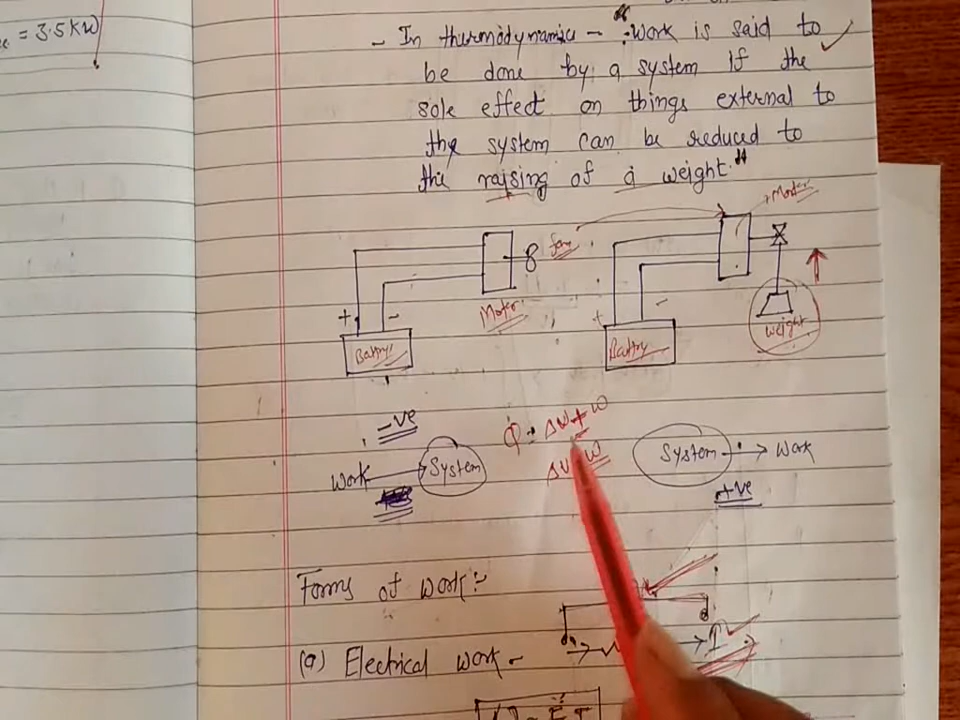 = 3.5 kW
- In thermodynamic - "Work is said to
be done by a system if the
sole effect on things external to
the system can be reduced to
the raising of a weight."
Motor
fan
+ -
Motor
Battery
+ -
weight
Battery
-ve
Work System
System Work
+ve
Forms of Work :-
(a) Electrical Work -